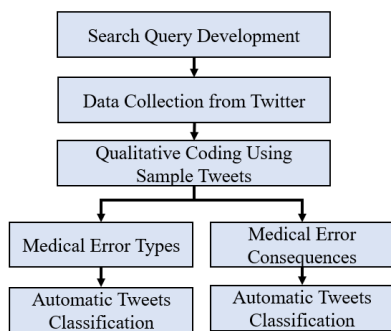 Search Query Development
Data Collection from Twitter
Qualitative Coding Using
Sample Tweets
Medical Error Types
Medical Error
Consequences
Automatic Tweets
Classification
Automatic Tweets
Classification